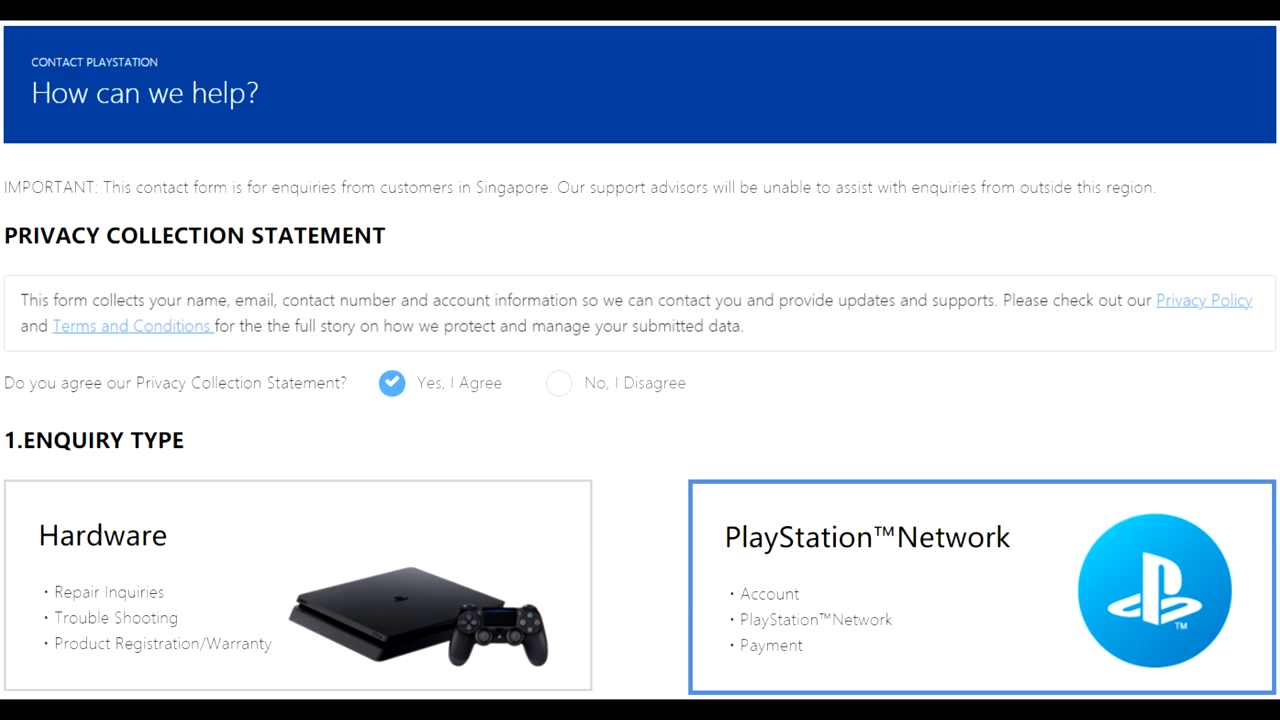 CONTACT PLAYSTATION
How can we help?
IMPORTANT: This contact form is for enquiries from customers in Singapore. Our support advisors will be unable to assist with enquiries from outside this region.
PRIVACY COLLECTION STATEMENT
This form collects your name, email, contact number and account information so we can contact you and provide updates and supports. Please check out our Privacy Policy
and Terms and Conditions for the the full story on how we protect and manage your submitted data.
Do you agree our Privacy Collection Statement? Yes, I Agree No, I Disagree
1.ENQUIRY TYPE
Hardware
・Repair Inquiries
・Trouble Shooting
・Product Registration/Warranty
PlayStation™Network
・Account
・PlayStation™Network
・Payment
TM